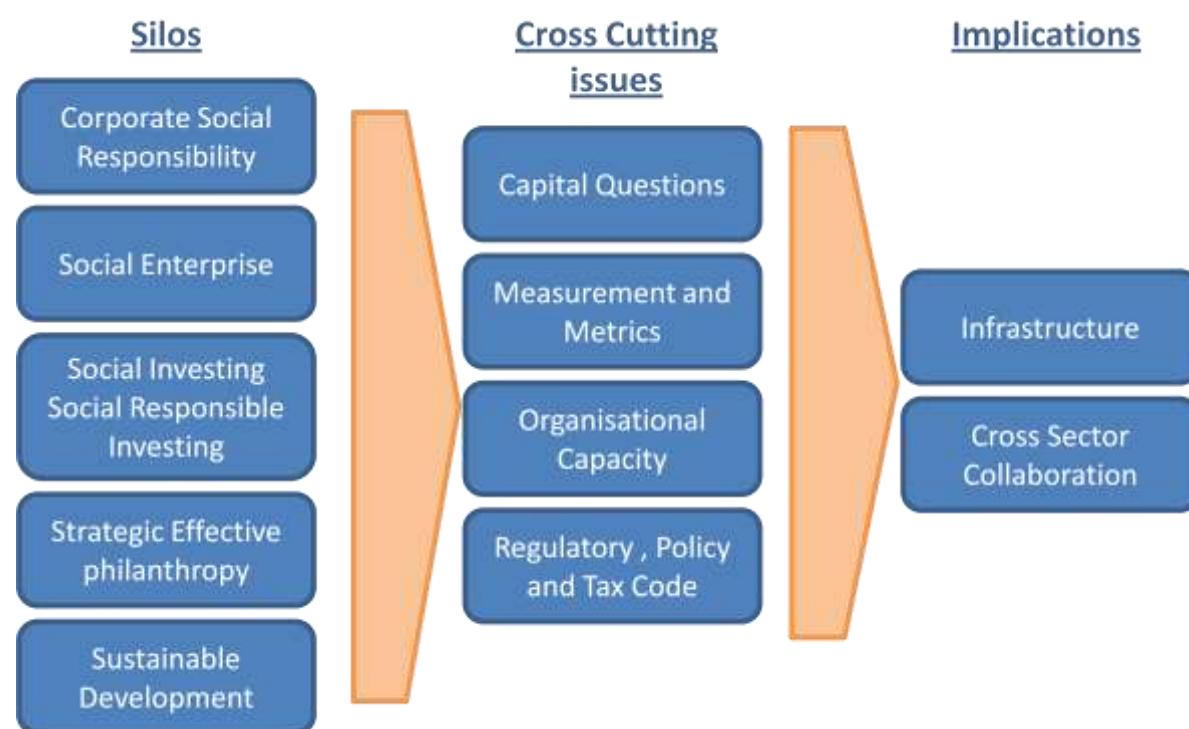 Silos
Corporate Social
Responsibility
Social Enterprise
Social Investing
Social Responsible
Investing
Strategic Effective
philanthropy
Sustainable
Development
Cross Cutting
issues
Capital Questions
Measurement and
Metrics
Organisational
Capacity
Regulatory , Policy
and Tax Code
Implications
Infrastructure
Cross Sector
Collaboration